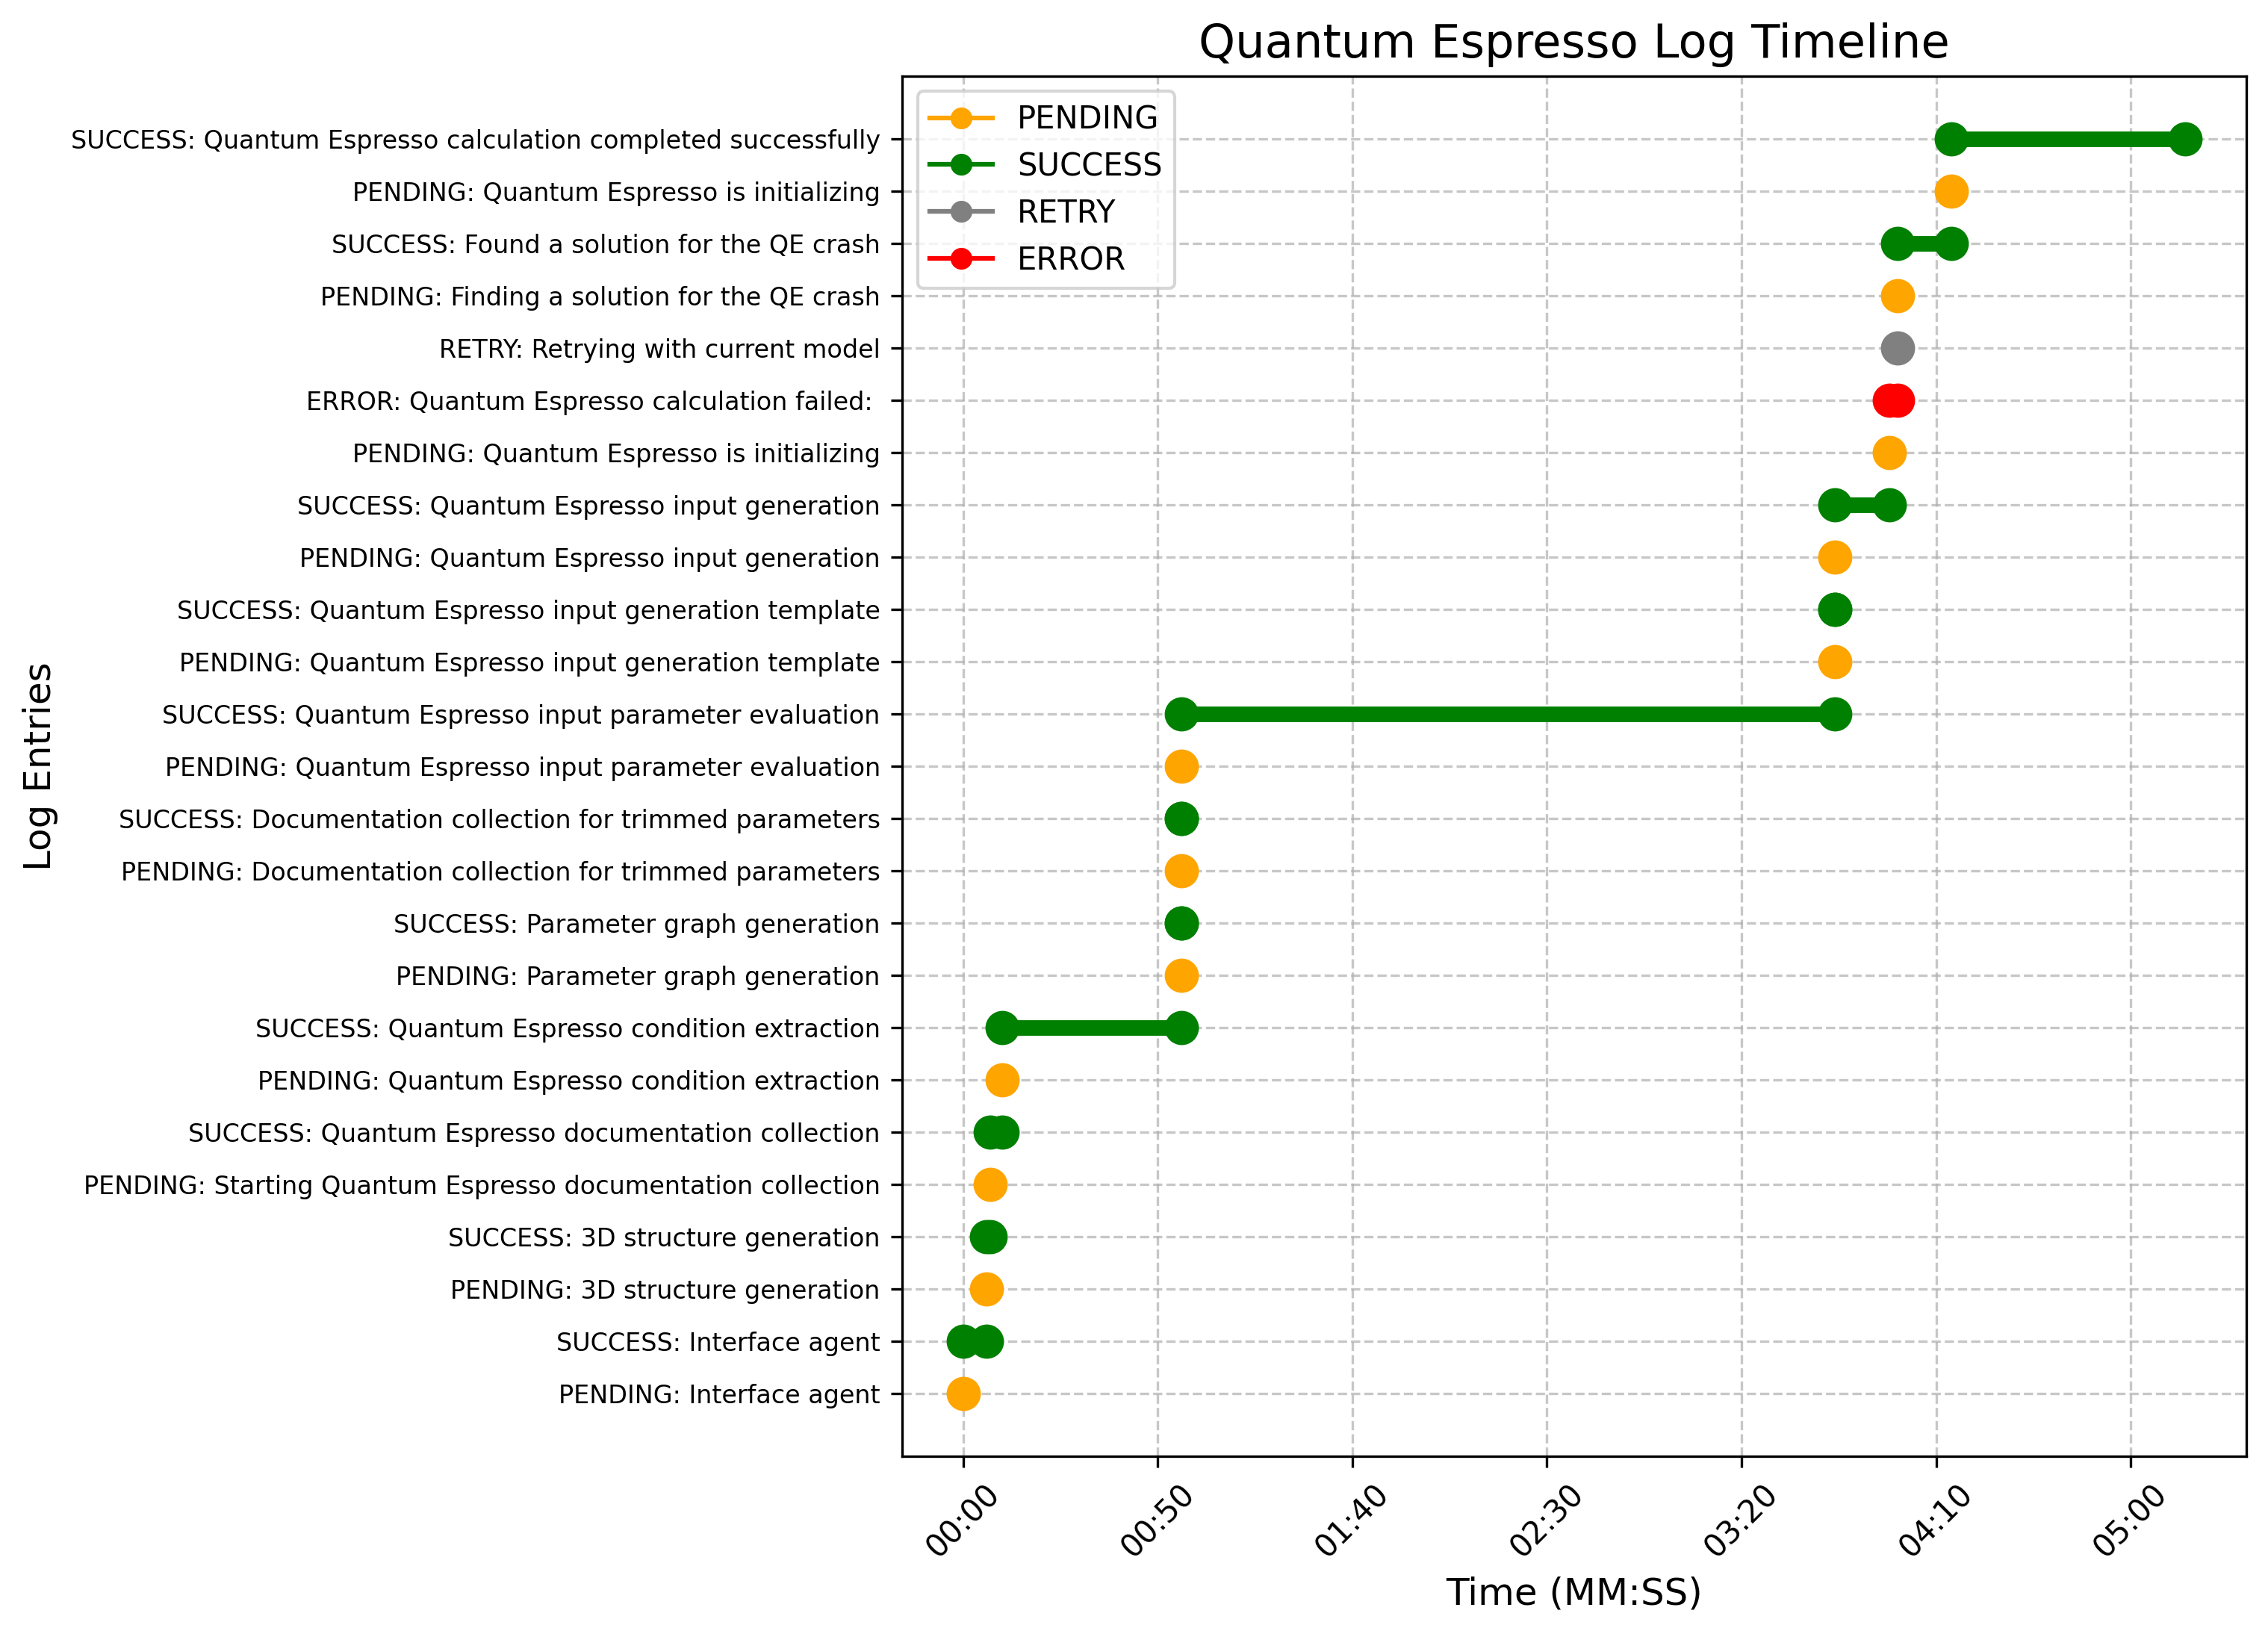 Quantum Espresso Log Timeline
PENDING
SUCCESS
RETRY
ERROR
SUCCESS: Quantum Espresso calculation completed successfully
PENDING: Quantum Espresso is initializing
SUCCESS: Found a solution for the QE crash
PENDING: Finding a solution for the QE crash
RETRY: Retrying with current model
ERROR: Quantum Espresso calculation failed:
PENDING: Quantum Espresso is initializing
SUCCESS: Quantum Espresso input generation
PENDING: Quantum Espresso input generation
SUCCESS: Quantum Espresso input generation template
PENDING: Quantum Espresso input generation template
SUCCESS: Quantum Espresso input parameter evaluation
PENDING: Quantum Espresso input parameter evaluation
SUCCESS: Documentation collection for trimmed parameters
PENDING: Documentation collection for trimmed parameters
SUCCESS: Parameter graph generation
PENDING: Parameter graph generation
SUCCESS: Quantum Espresso condition extraction
PENDING: Quantum Espresso condition extraction
SUCCESS: Quantum Espresso documentation collection
PENDING: Starting Quantum Espresso documentation collection
SUCCESS: 3D structure generation
PENDING: 3D structure generation
SUCCESS: Interface agent
PENDING: Interface agent
Log Entries
00:00
00:50
01:40
02:30
03:20
04:10
05:00
Time (MM:SS)